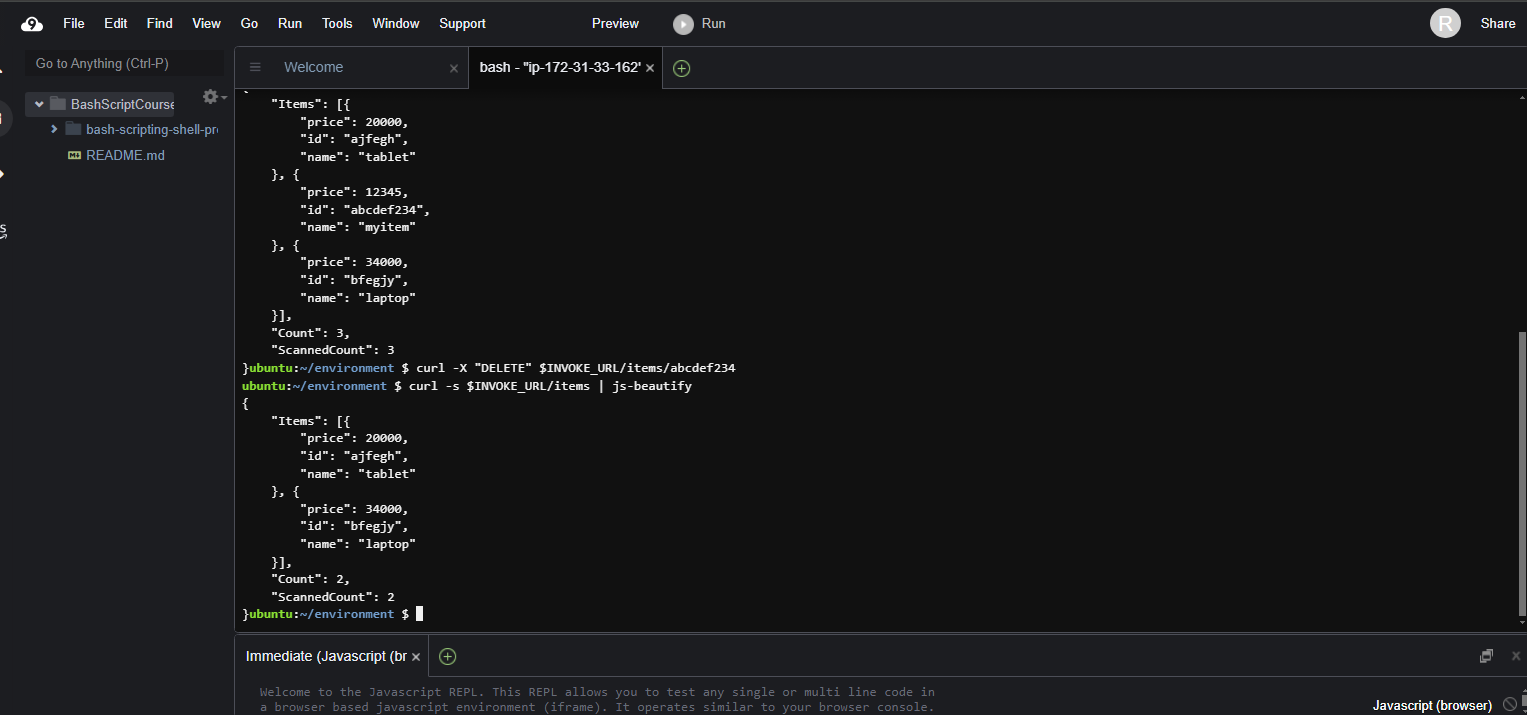 File Edit Find View Go Run Tools Window Support Preview Run R Share
Go to Anything (Ctrl-P)
BashScriptCourse
bash-scripting-shell-pr
README.md
Welcome
bash - "ip-172-31-33-162"
    "Items": [{
        "price": 20000,
        "id": "ajfegh",
        "name": "tablet"
    }, {
        "price": 12345,
        "id": "abcdef234",
        "name": "myitem"
    }, {
        "price": 34000,
        "id": "bfegjy",
        "name": "laptop"
    }],
    "Count": 3,
    "ScannedCount": 3
}ubuntu:~/environment $ curl -X "DELETE" $INVOKE_URL/items/abcdef234
ubuntu:~/environment $ curl -s $INVOKE_URL/items | js-beautify
{
    "Items": [{
        "price": 20000,
        "id": "ajfegh",
        "name": "tablet"
    }, {
        "price": 34000,
        "id": "bfegjy",
        "name": "laptop"
    }],
    "Count": 2,
    "ScannedCount": 2
}ubuntu:~/environment $
Immediate (Javascript (br
Welcome to the Javascript REPL. This REPL allows you to test any single or multi line code in
a browser based javascript environment (iframe). It operates similar to your browser console.
Javascript (browser)